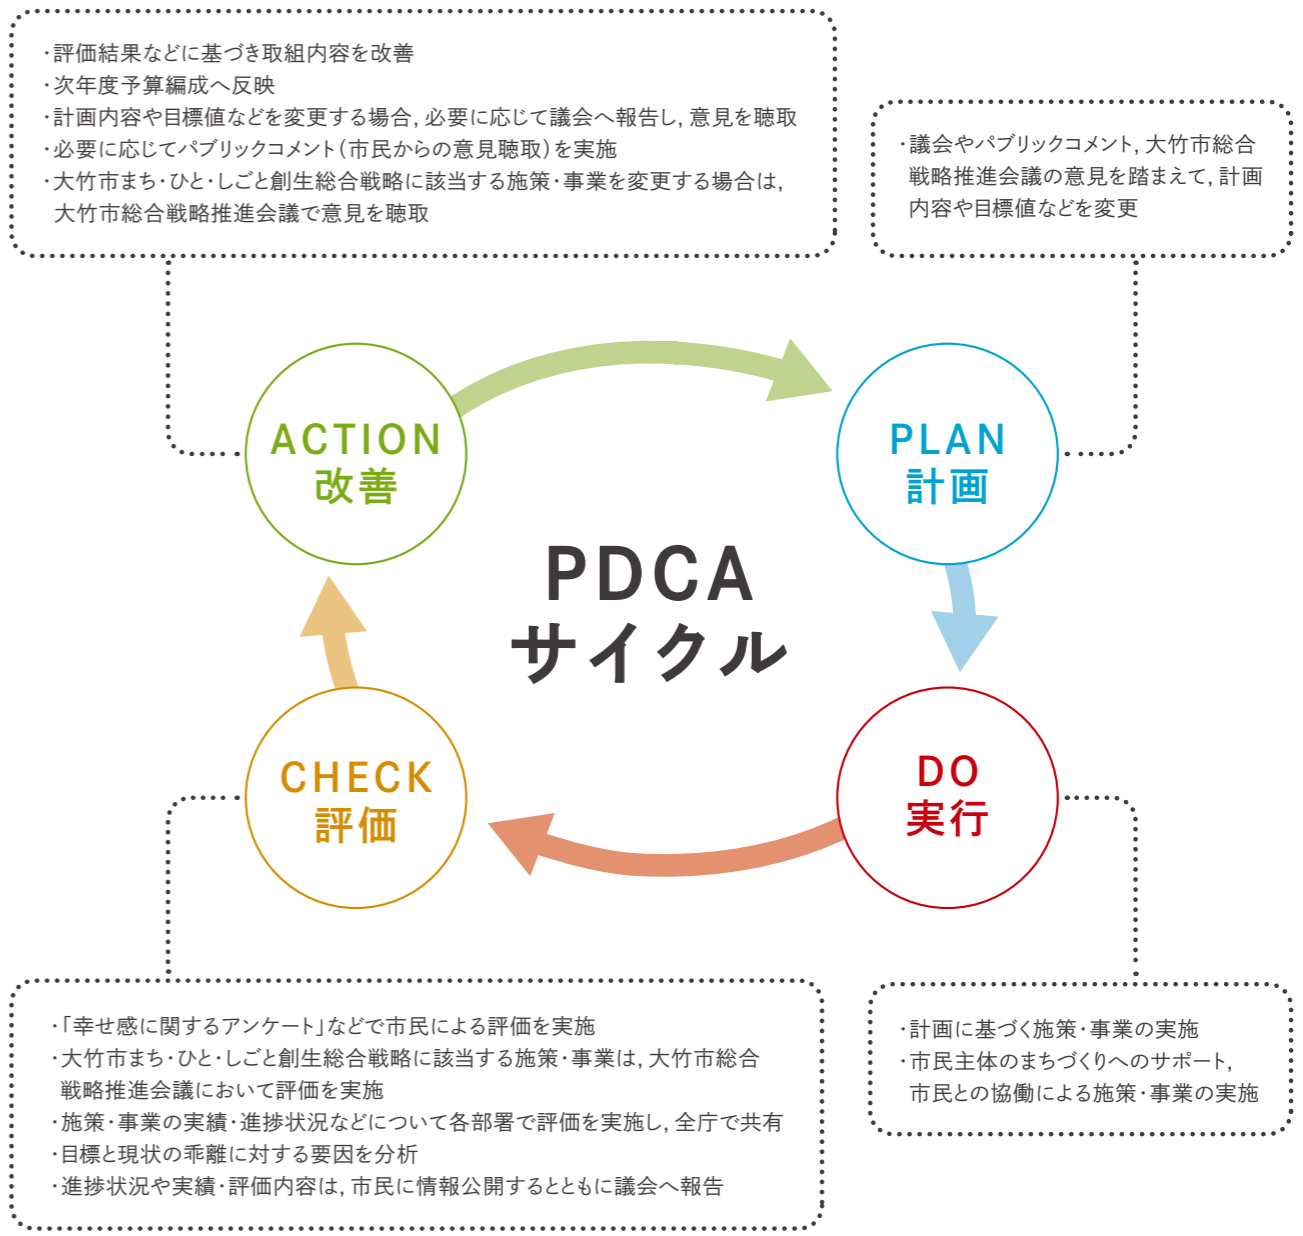 ・評価結果などに基づき取組内容を改善
・次年度予算編成へ反映
・計画内容や目標値などを変更する場合，必要に応じて議会へ報告し，意見を聴取
・必要に応じてパブリックコメント（市民からの意見聴取）を実施
・大竹市まち・ひと・しごと創生総合戦略に該当する施策・事業を変更する場合は，
大竹市総合戦略推進会議で意見を聴取
・議会やパブリックコメント，大竹市総合
戦略推進会議の意見を踏まえて，計画
内容や目標値などを変更
ACTION
改善
PLAN
計画
PDCA
サイクル
CHECK
評価
DO
実行
・「幸せ感に関するアンケート」などで市民による評価を実施
・大竹市まち・ひと・しごと創生総合戦略に該当する施策・事業は，大竹市総合
戦略推進会議において評価を実施
・施策・事業の実績・進捗状況などについて各部署で評価を実施し，全庁で共有
・目標と現状の乖離に対する要因を分析
・進捗状況や実績・評価内容は，市民に情報公開するとともに議会へ報告
・計画に基づく施策・事業の実施
・市民主体のまちづくりへのサポート，
市民との協働による施策・事業の実施